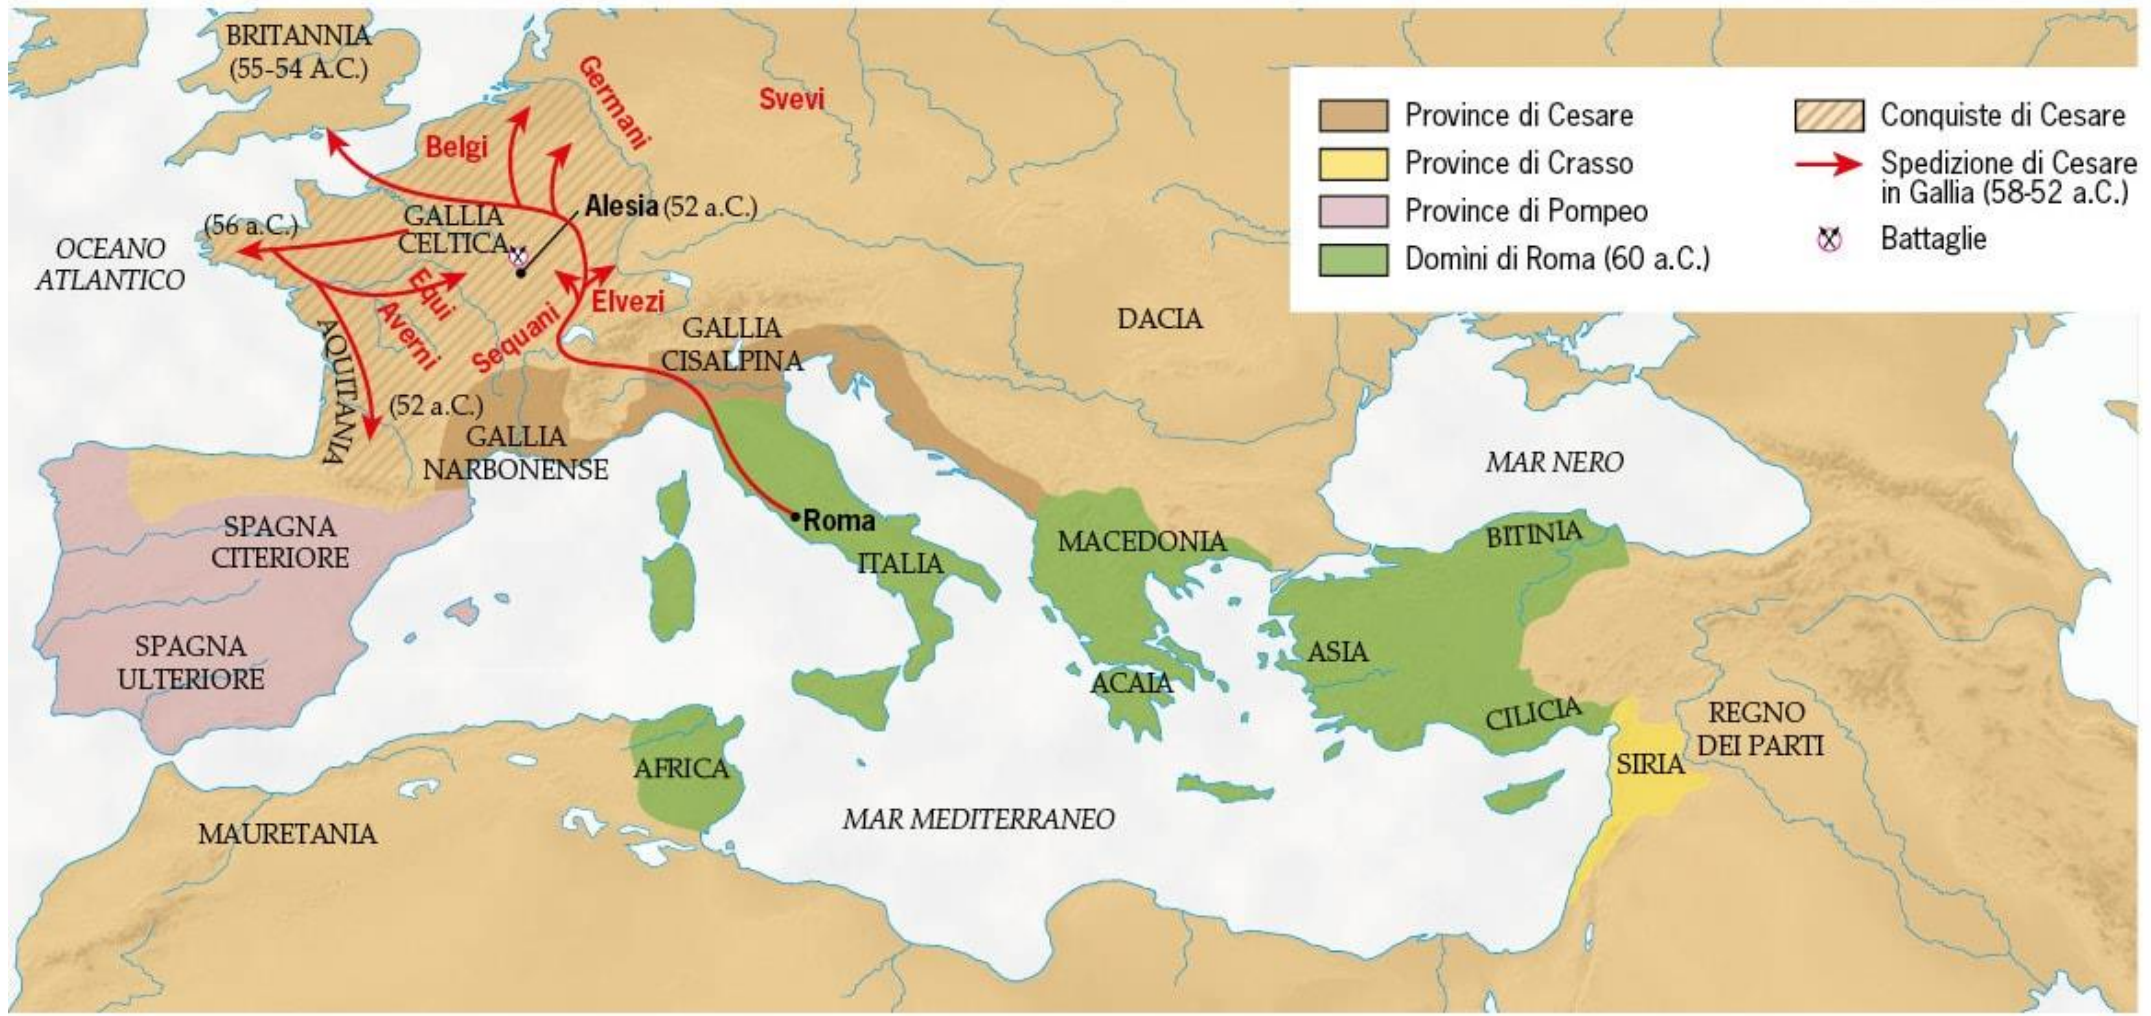 BRITANNIA
(55-54 A.C.)
Germani
Svevi
Belgi
Alesia (52 a.C.)
GALLIA
CELTICA
(56 a.C.)
OCEANO
ATLANTICO
Equi
Averni
Sequani
Elvezi
AQUITANIA
(52 a.C.)
GALLIA
CISALPINA
GALLIA
NARBONENSE
DACIA
Province di Cesare
Province di Crasso
Province di Pompeo
Domìni di Roma (60 a.C.)
Conquiste di Cesare
Spedizione di Cesare
in Gallia (58-52 a.C.)
Battaglie
MAR NERO
SPAGNA
CITERIORE
SPAGNA
ULTERIORE
Roma
ITALIA
MACEDONIA
BITINIA
ASIA
ACAIA
CILICIA
SIRIA
REGNO
DEI PARTI
AFRICA
MAURETANIA
MAR MEDITERRANEO